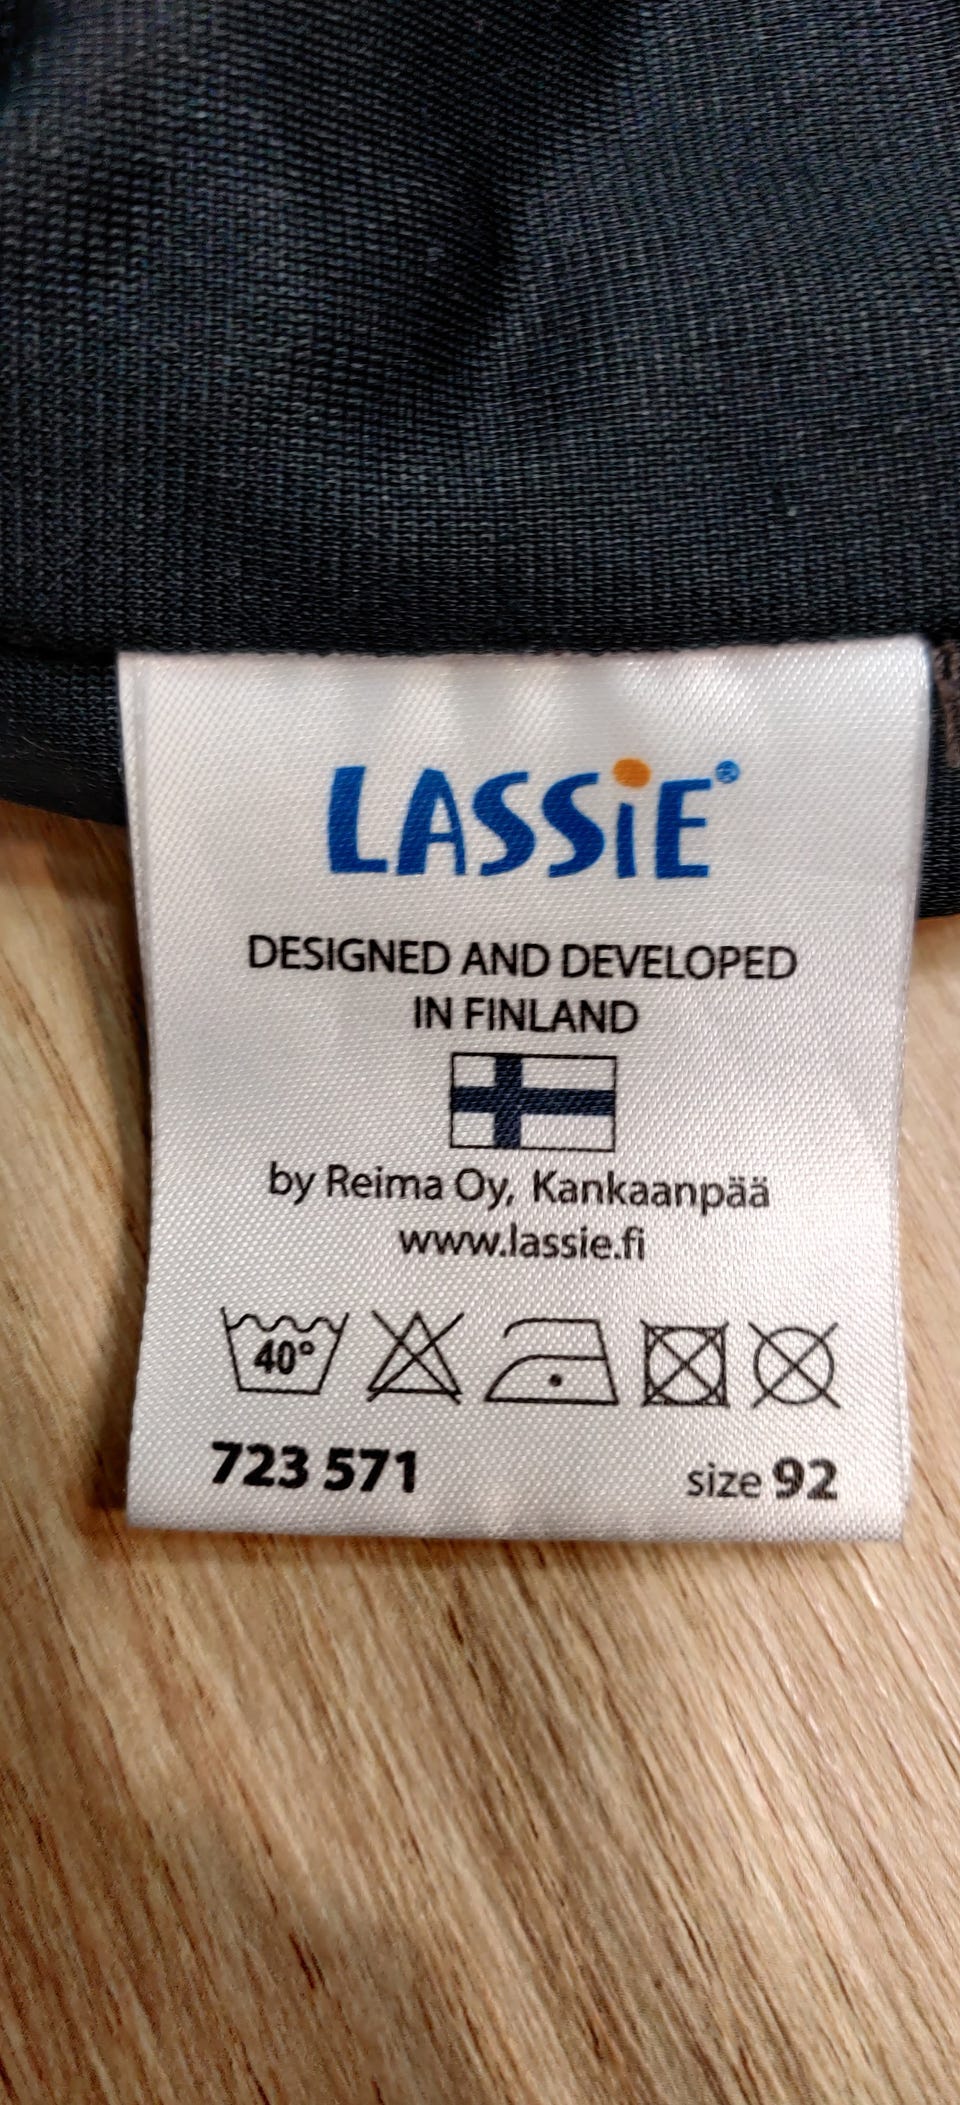 LASSiE®
DESIGNED AND DEVELOPED
IN FINLAND
by Reima Oy, Kankaanpää
www.lassie.fi
40°
723 571 size 92